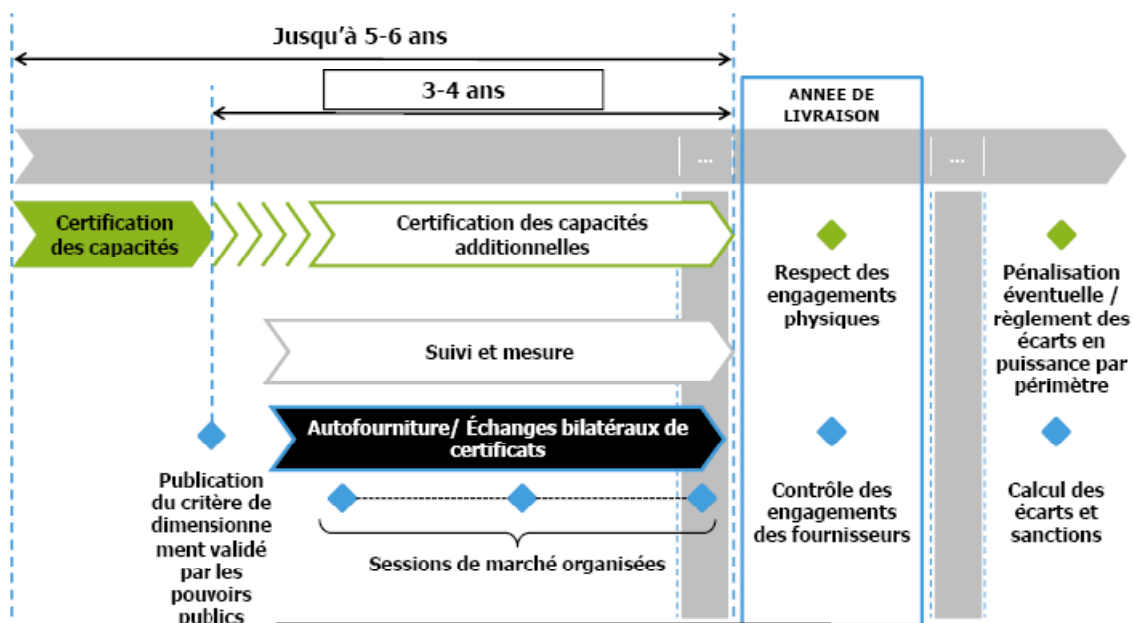 Jusqu'à 5-6 ans
3-4 ans
ANNEE DE
LIVRAISON
...
...
Certification
des capacités
Certification des capacités
additionnelles
Respect des
engagements
physiques
Pénalisation
éventuelle /
règlement des
écarts en
puissance par
périmètre
Suivi et mesure
Autofourniture/ Échanges bilatéraux de
certificats
Publication
du critère de
dimensionne
ment validé
par les
pouvoirs
publics
Sessions de marché organisées
Contrôle des
engagements
des fournisseurs
Calcul des
écarts et
sanctions